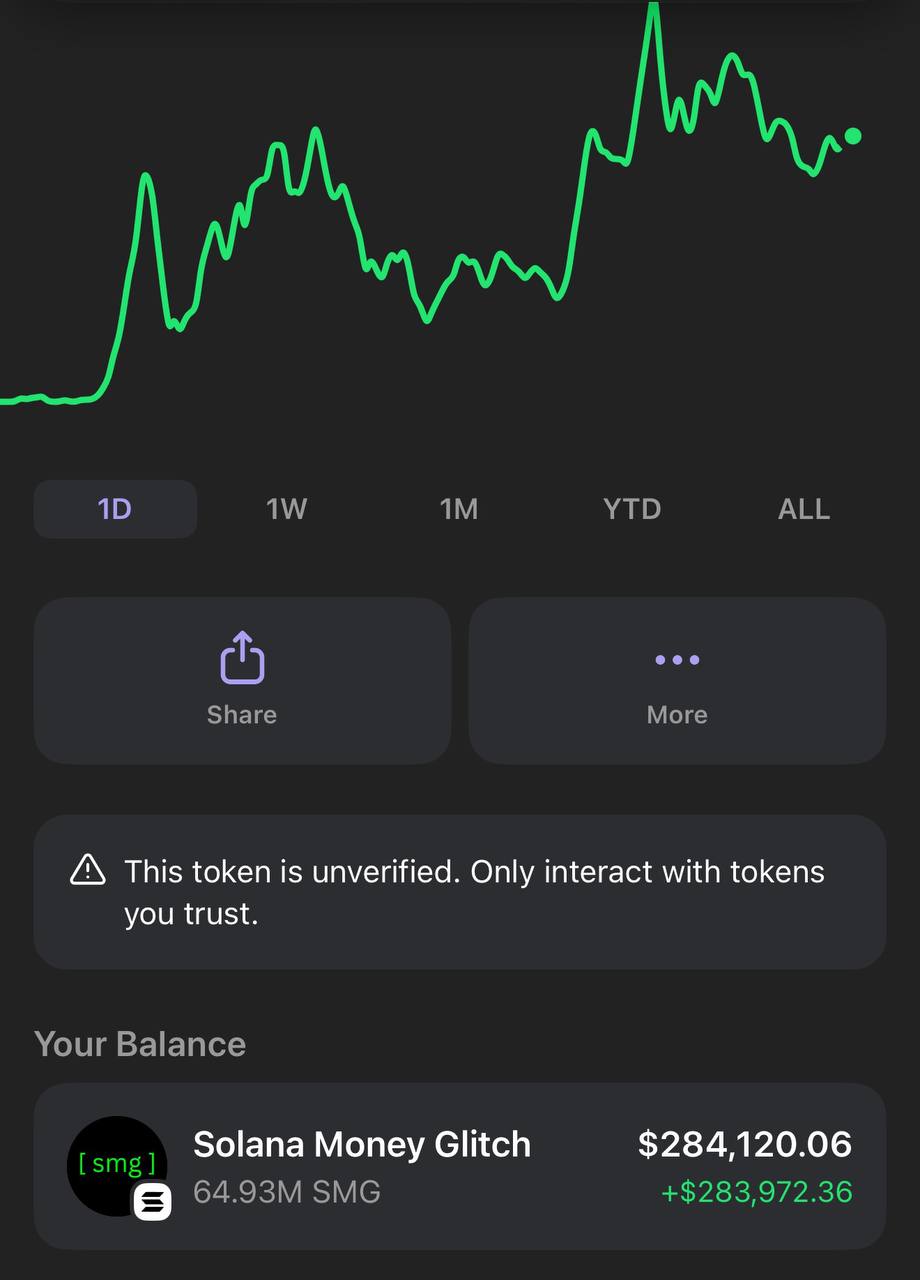 1D 1W 1M YTD ALL
Share More
This token is unverified. Only interact with tokens
you trust.
Your Balance
[ smg ]
Solana Money Glitch $284,120.06
64.93M SMG +$283,972.36